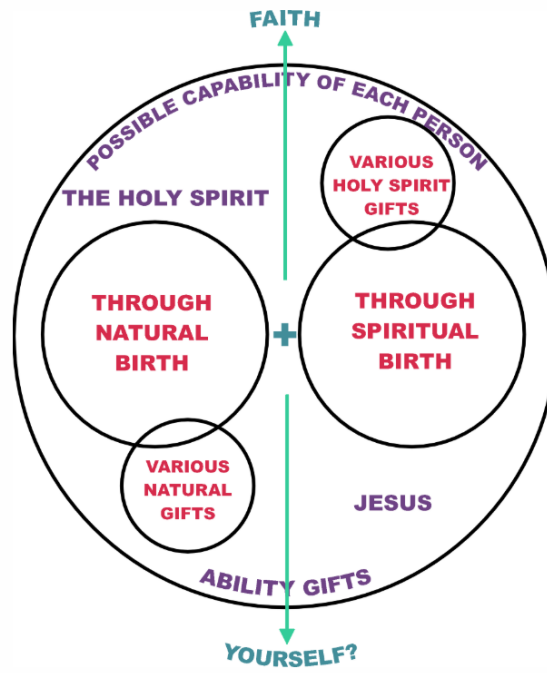 FAITH
POSSIBLE CAPABILITY OF EACH PERSON
THE HOLY SPIRIT
VARIOUS
HOLY SPIRIT
GIFTS
THROUGH
NATURAL
BIRTH
+
THROUGH
SPIRITUAL
BIRTH
VARIOUS
NATURAL
GIFTS
JESUS
ABILITY GIFTS
YOURSELF?